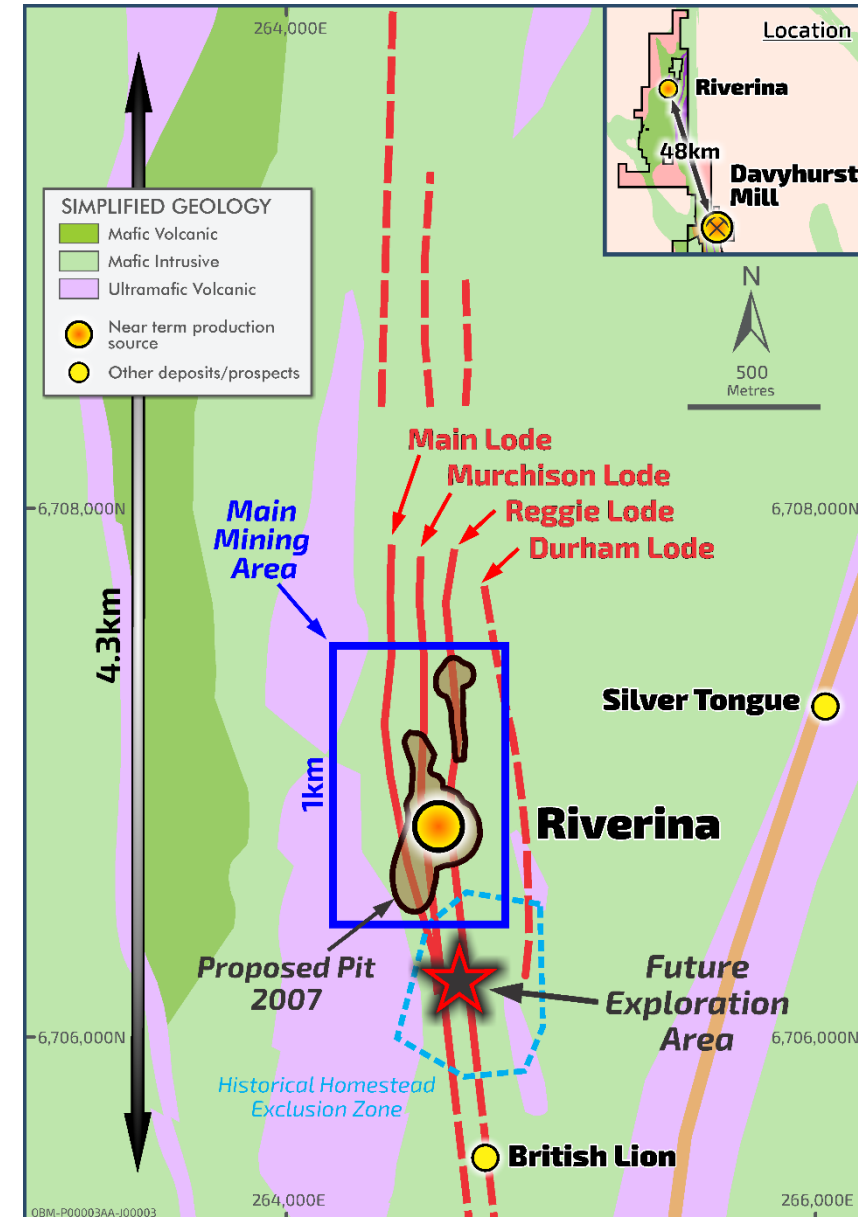 264,000E
Location
Riverina
48km
Davyhurst
Mill
SIMPLIFIED GEOLOGY
Mafic Volcanic
Mafic Intrusive
Ultramafic Volcanic
Near term production
source
Other deposits/prospects
N
500
Metres
Main Lode
Murchison Lode
Reggie Lode
Durham Lode
6,708,000N
6,708,000N
Main
Mining
Area
4.3km
1km
Silver Tongue
Riverina
Proposed Pit
2007
Future
Exploration
Area
6,706,000N
6,706,000N
Historical Homestead
Exclusion Zone
British Lion
264,000E
266,000E
OBM-P00003AA-J00003